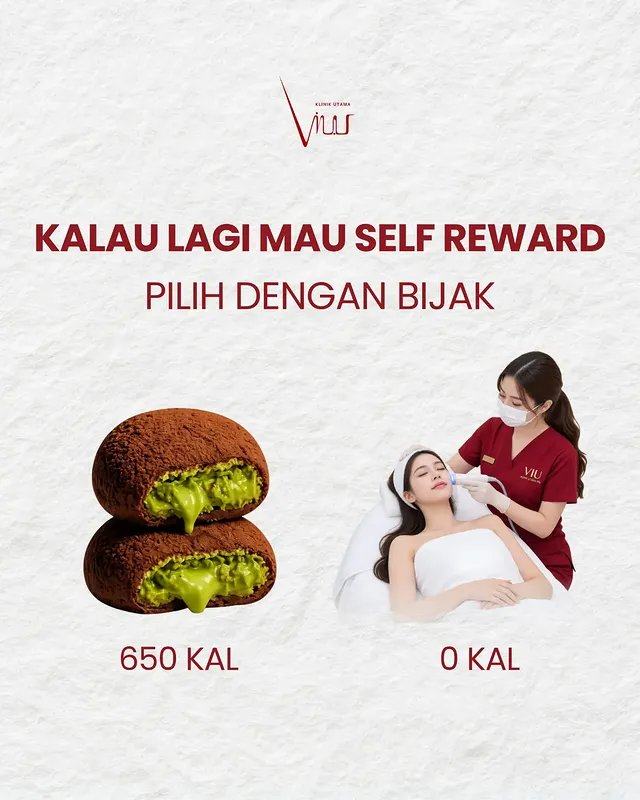 KLINIK UTAMA
Viu
KALAU LAGI MAU SELF REWARD
PILIH DENGAN BIJAK
VIU
650 KAL
0 KAL